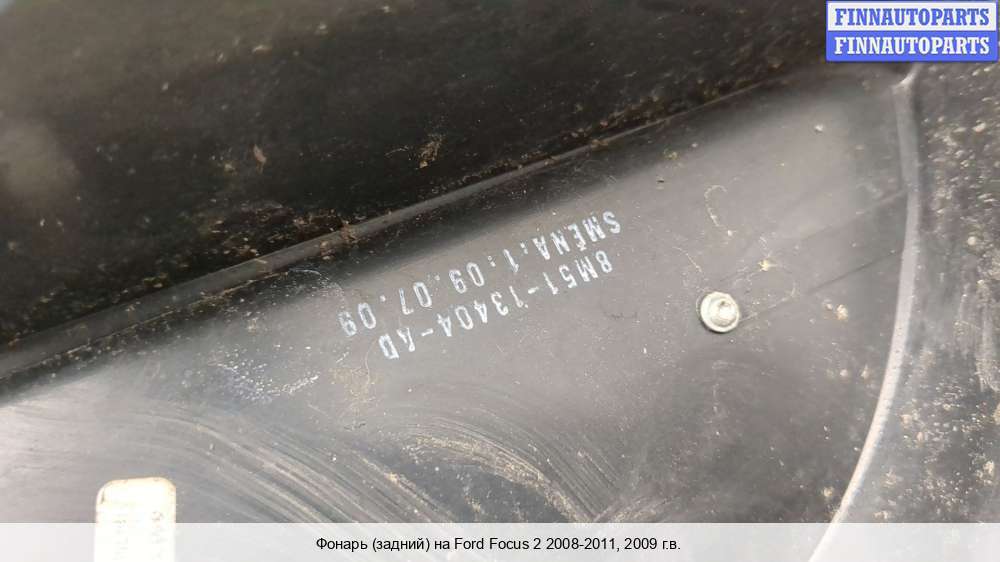 FINNAUTOPARTS
FINNAUTOPARTS
8M51-13404-AD
SMENA.1:09.07.09
Фонарь (задний) на Ford Focus 2 2008-2011, 2009 г.в.